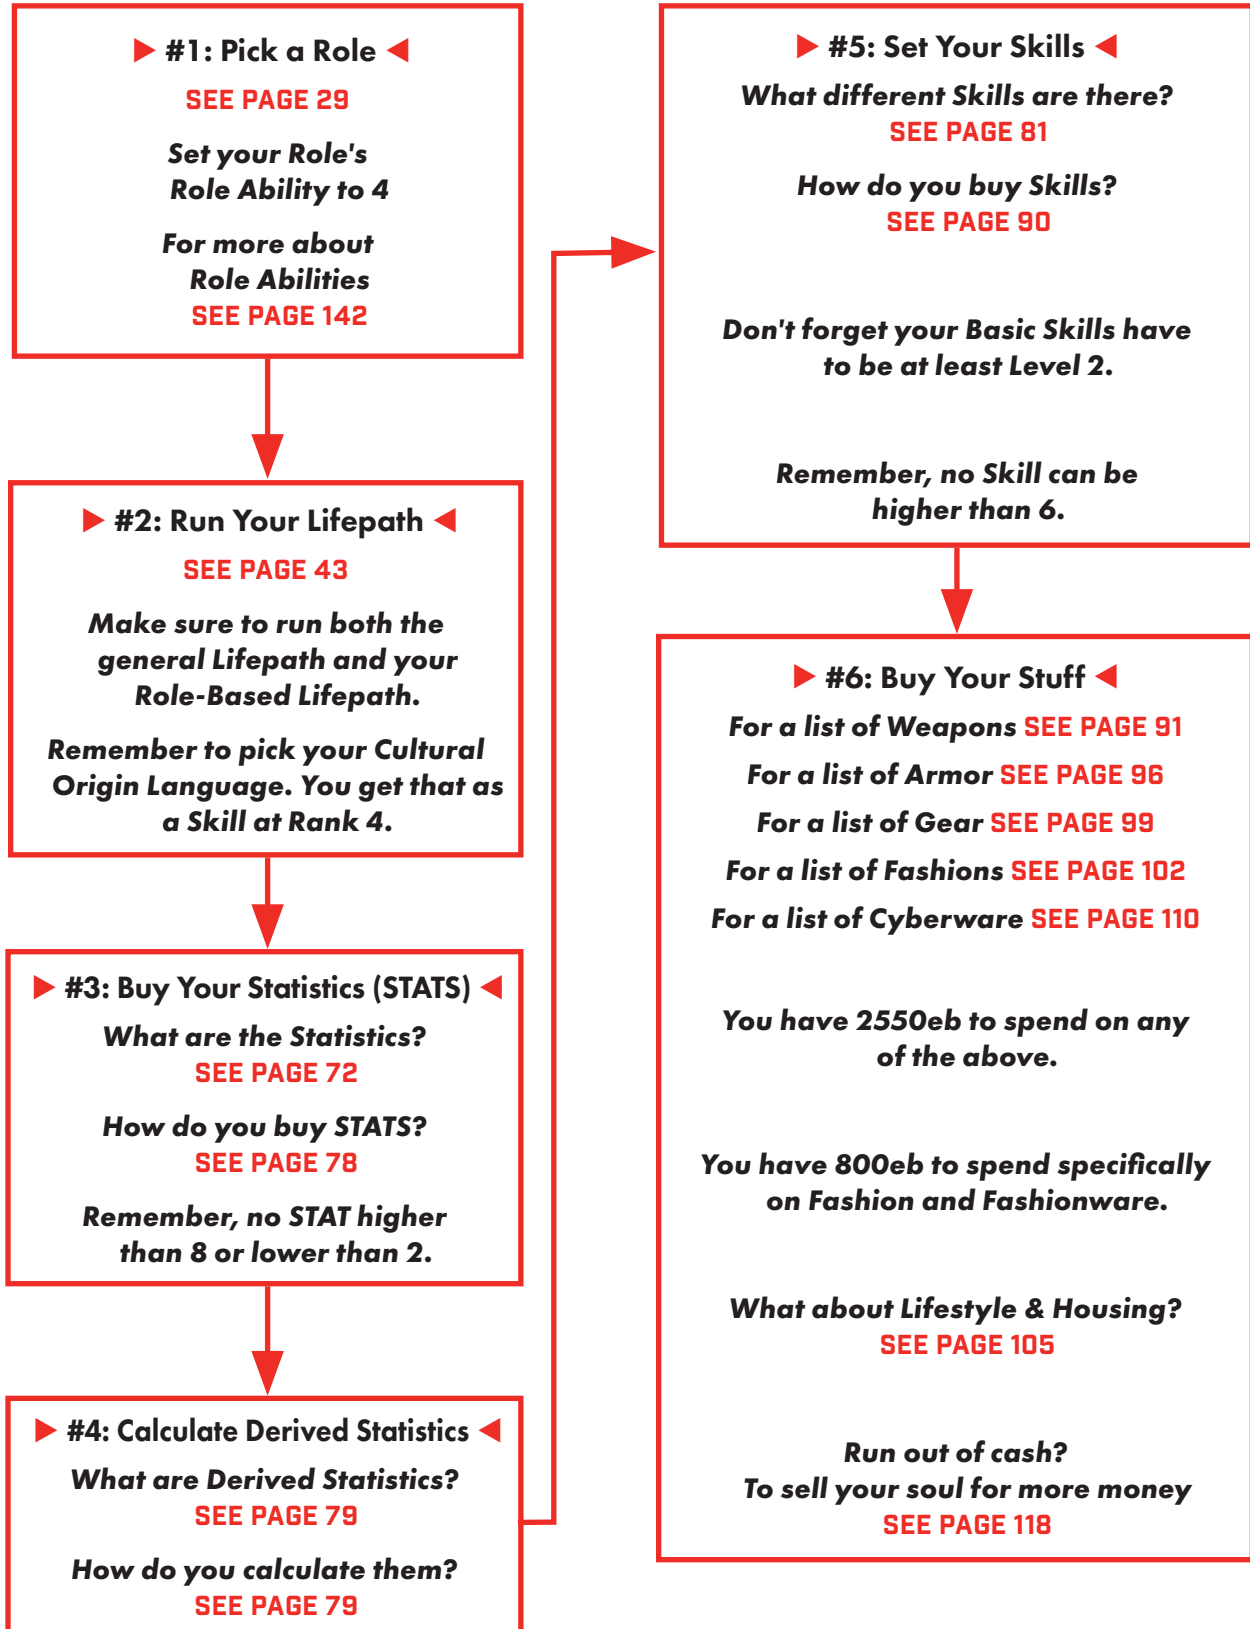 #1: Pick a Role
SEE PAGE 29
Set your Role's
Role Ability to 4
For more about
Role Abilities
SEE PAGE 142
#2: Run Your Lifepath
SEE PAGE 43
Make sure to run both the
general Lifepath and your
Role-Based Lifepath.
Remember to pick your Cultural
Origin Language. You get that as
a Skill at Rank 4.
#3: Buy Your Statistics (STATS)
What are the Statistics?
SEE PAGE 72
How do you buy STATS?
SEE PAGE 78
Remember, no STAT higher
than 8 or lower than 2.
#4: Calculate Derived Statistics
What are Derived Statistics?
SEE PAGE 79
How do you calculate them?
SEE PAGE 79
#5: Set Your Skills
What different Skills are there?
SEE PAGE 81
How do you buy Skills?
SEE PAGE 90
Don't forget your Basic Skills have
to be at least Level 2.
Remember, no Skill can be
higher than 6.
#6: Buy Your Stuff
For a list of Weapons SEE PAGE 91
For a list of Armor SEE PAGE 96
For a list of Gear SEE PAGE 99
For a list of Fashions SEE PAGE 102
For a list of Cyberware SEE PAGE 110
You have 2550eb to spend on any
of the above.
You have 800eb to spend specifically
on Fashion and Fashionware.
What about Lifestyle & Housing?
SEE PAGE 105
Run out of cash?
To sell your soul for more money
SEE PAGE 118